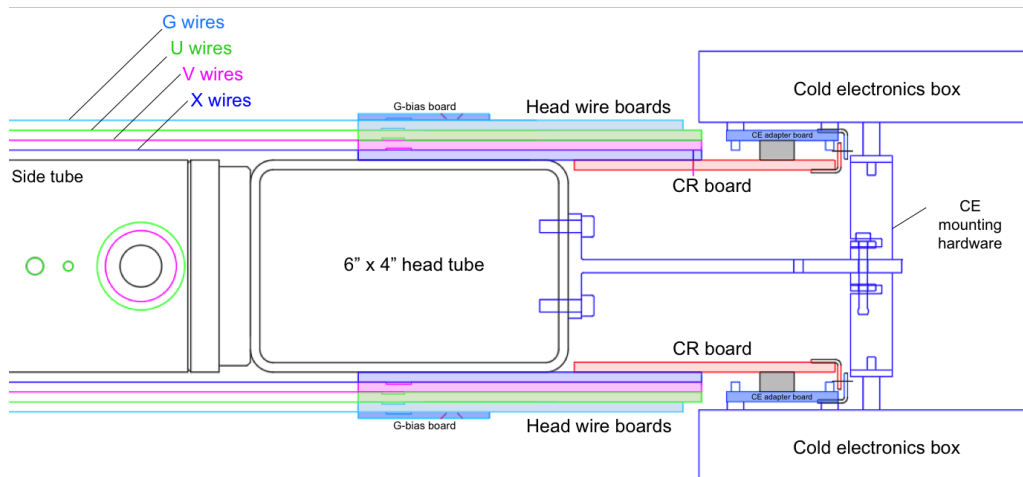 G wires
U wires
V wires
X wires
G-bias board
Head wire boards
Cold electronics box
CE adapter board
Side tube
CR board
CE
mounting
hardware
6” x 4” head tube
CR board
CE adapter board
G-bias board
Head wire boards
Cold electronics box